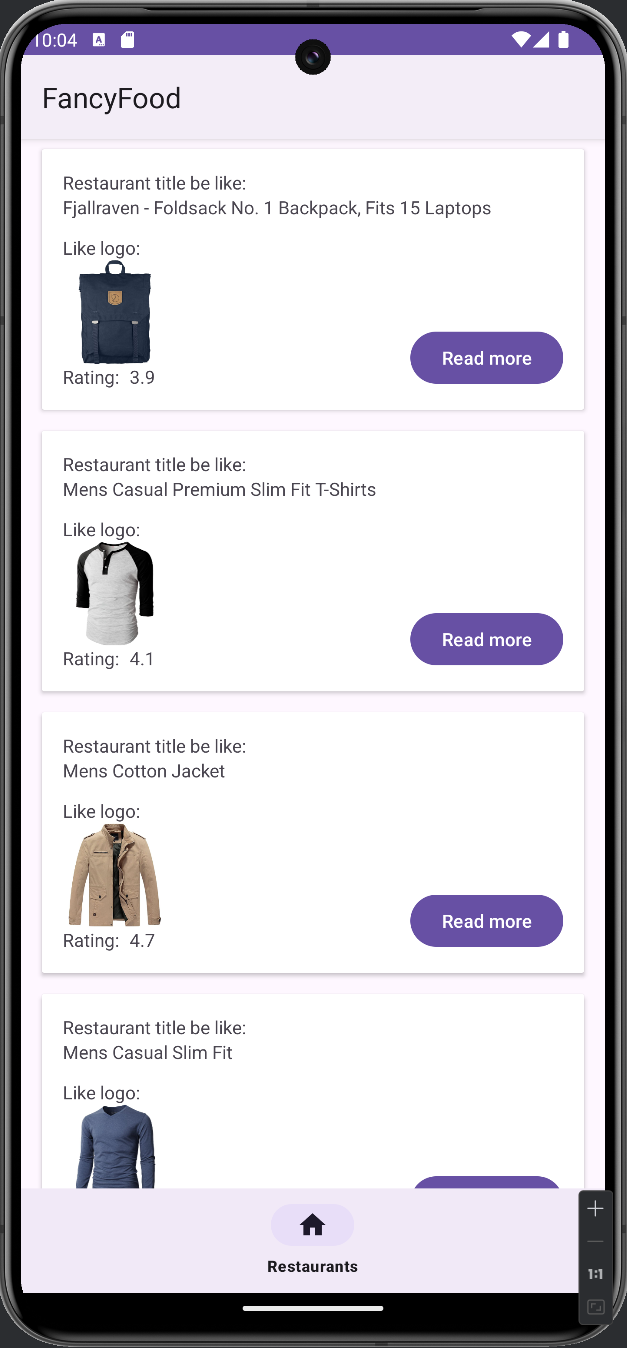 10:04
FancyFood
Restaurant title be like:
Fjallraven - Foldsack No. 1 Backpack, Fits 15 Laptops
Like logo:
Rating: 3.9
Read more
Restaurant title be like:
Mens Casual Premium Slim Fit T-Shirts
Like logo:
Rating: 4.1
Read more
Restaurant title be like:
Mens Cotton Jacket
Like logo:
Rating: 4.7
Read more
Restaurant title be like:
Mens Casual Slim Fit
Like logo:
Restaurants
1:1